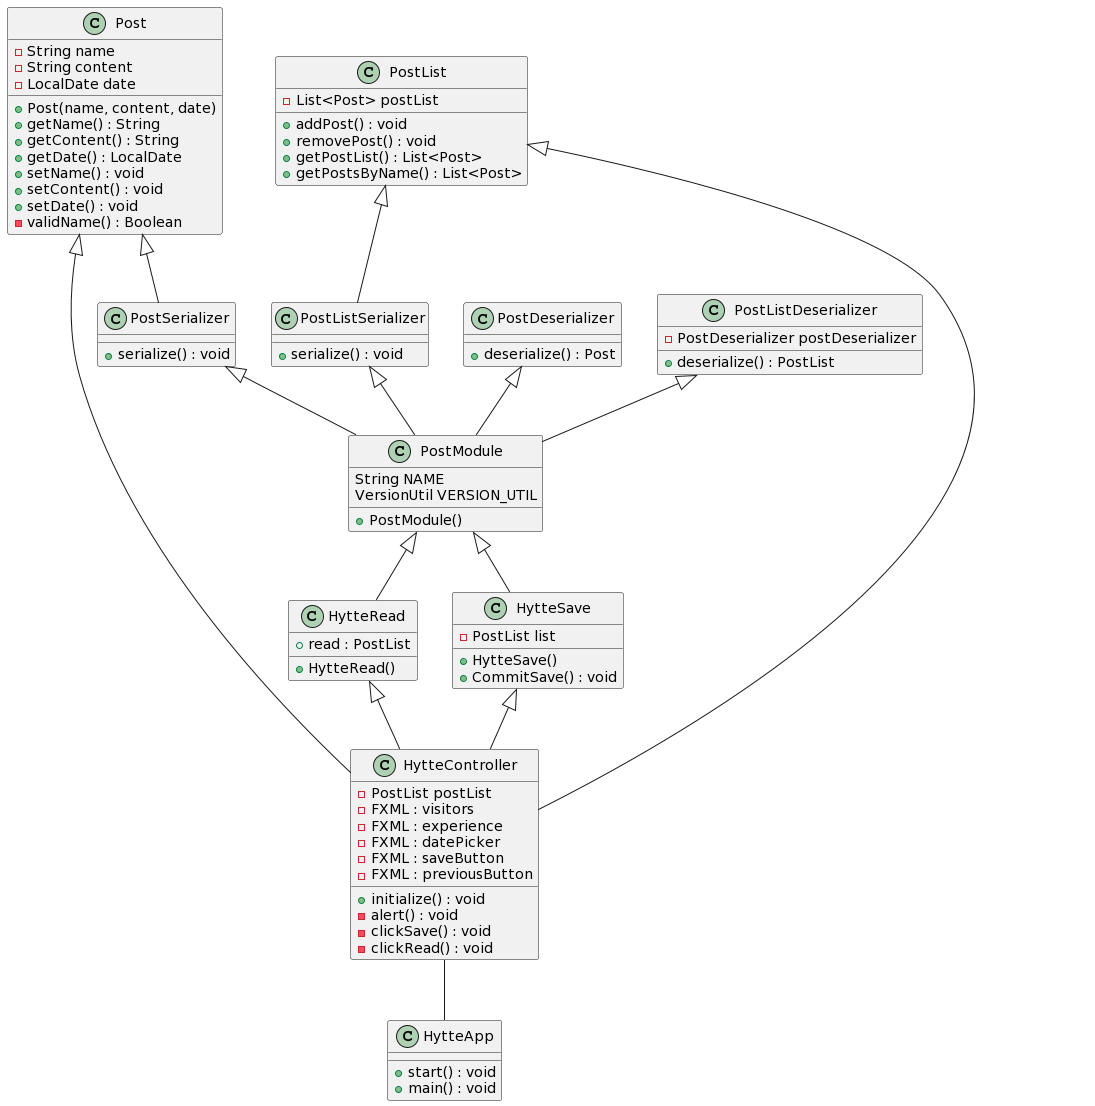 C Post
String name
String content
LocalDate date
Post(name, content, date)
getName() : String
getContent() : String
getDate() : LocalDate
setName() : void
setContent() : void
setDate() : void
validName() : Boolean
C PostList
List<Post> postList
addPost() : void
removePost() : void
getPostList() : List<Post>
getPostsByName() : List<Post>
C PostSerializer
serialize() : void
C PostListSerializer
serialize() : void
C PostDeserializer
deserialize() : Post
C PostListDeserializer
PostDeserializer postDeserializer
deserialize() : PostList
C PostModule
String NAME
VersionUtil VERSION_UTIL
PostModule()
C HytteRead
read : PostList
HytteRead()
C HytteSave
PostList list
HytteSave()
CommitSave() : void
C HytteController
PostList postList
FXML : visitors
FXML : experience
FXML : datePicker
FXML : saveButton
FXML : previousButton
initialize() : void
alert() : void
clickSave() : void
clickRead() : void
C HytteApp
start() : void
main() : void